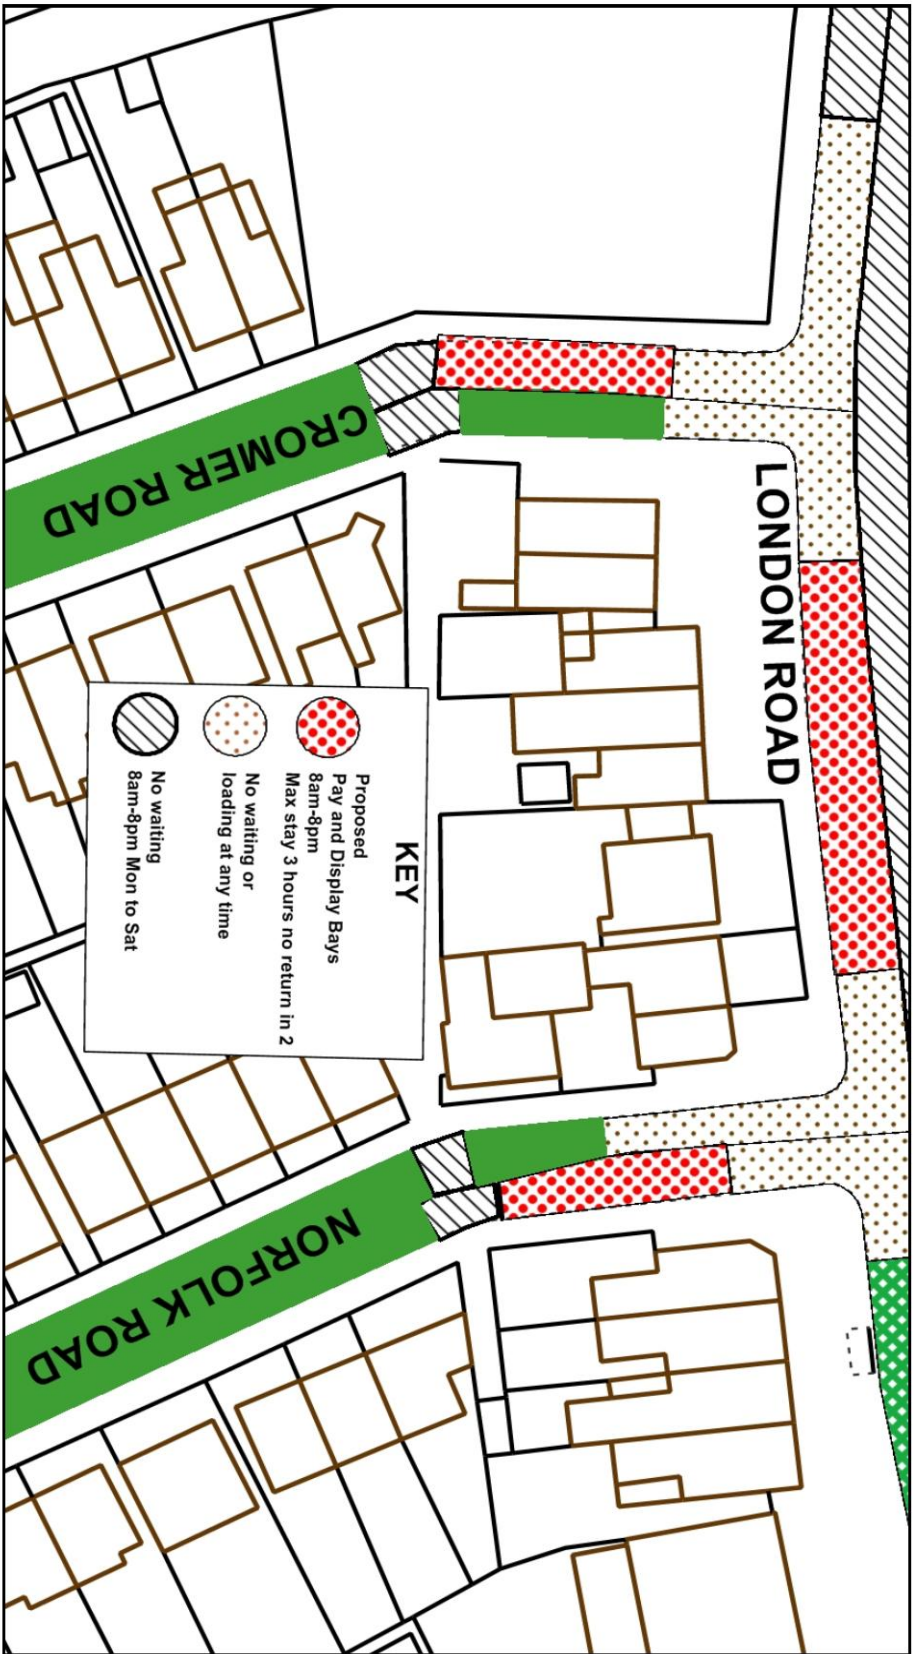 LONDON ROAD
CROMER ROAD
NORFOLK ROAD
KEY
Proposed
Pay and Display Bays
8am-8pm
Max stay 3 hours no return in 2
No waiting or
loading at any time
No waiting
8am-8pm Mon to Sat